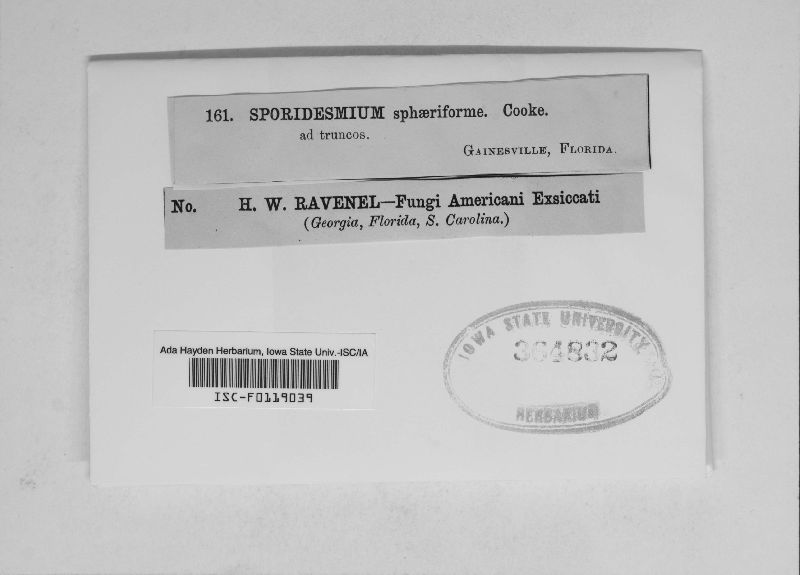 161. SPORIDESMIUM sphæriforme. Cooke.
ad truncos.
GAINESVILLE, FLORIDA.
No. H. W. RAVENEL—Fungi Americani Exsiccati
(Georgia, Florida, S. Carolina.)
Ada Hayden Herbarium, Iowa State Univ.-ISC/IA
ISC-F0119039
IOWA STATE UNIVERSITY
364832
HERBARIUM